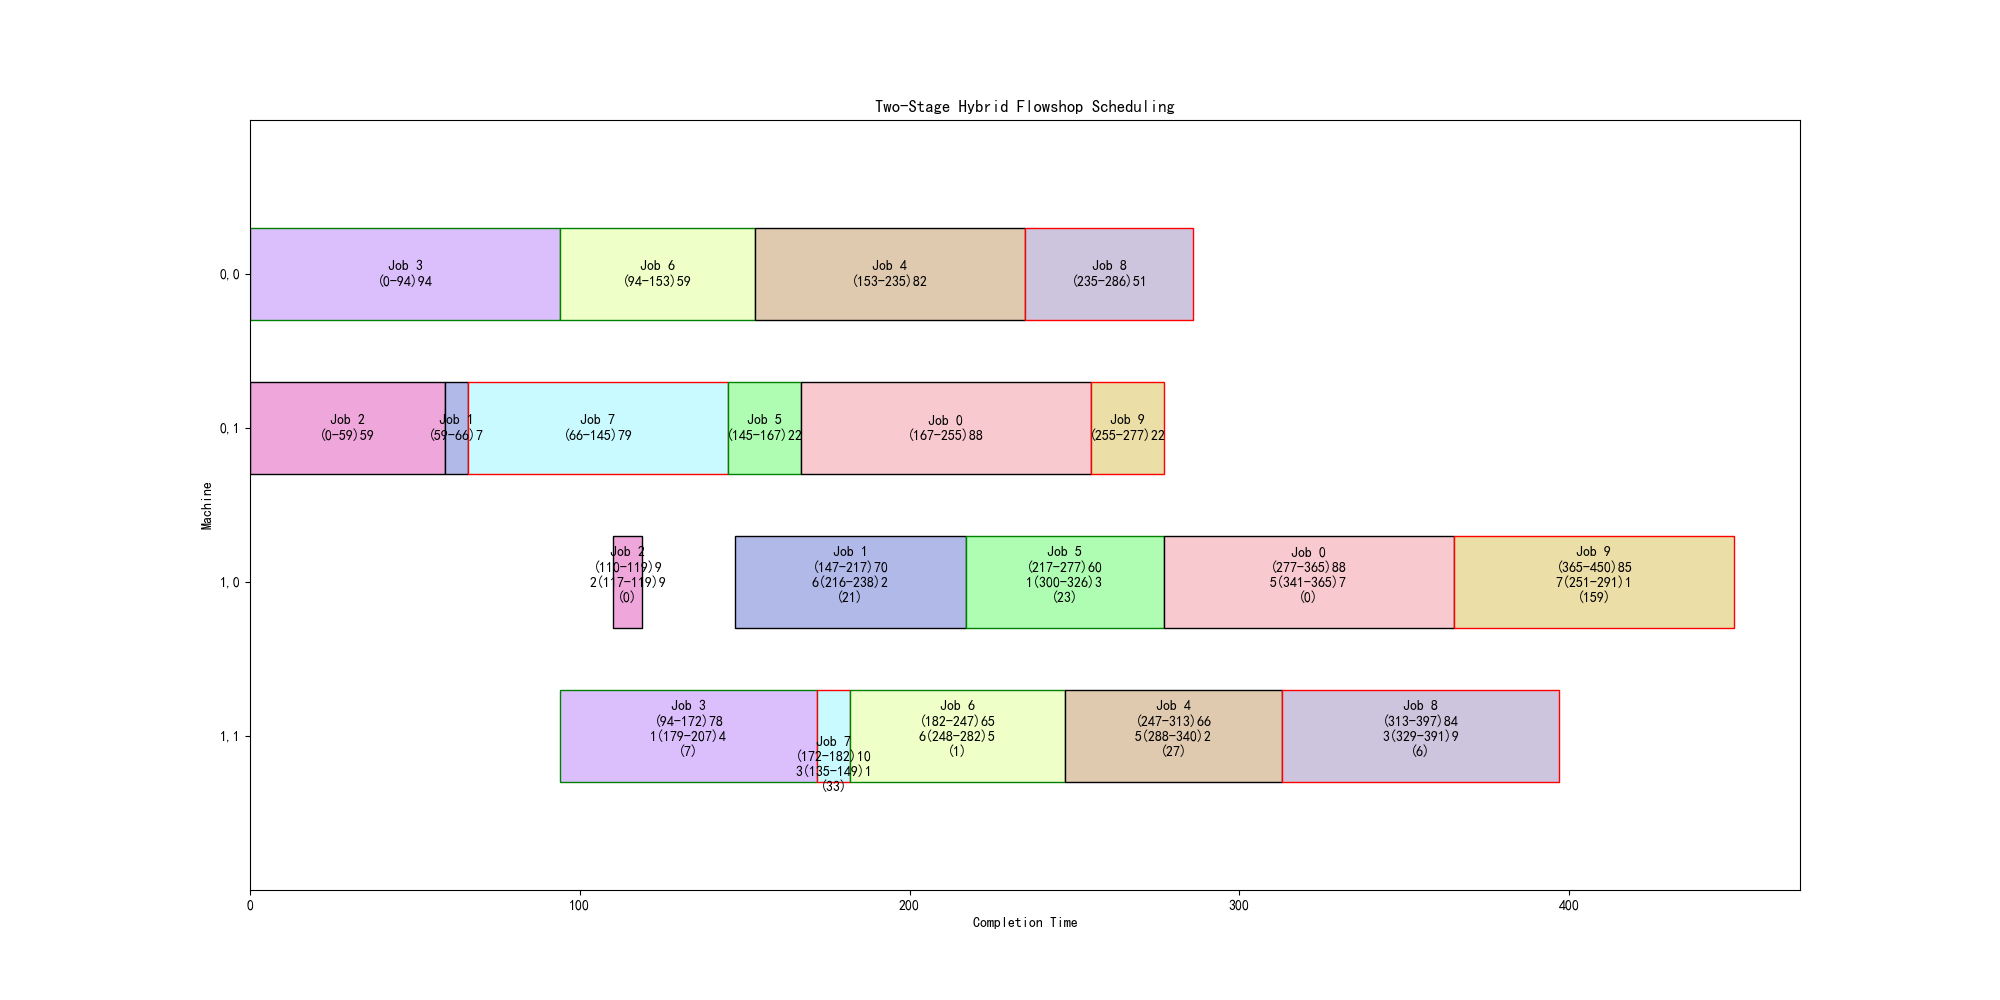 Two-Stage Hybrid Flowshop Scheduling
Machine
0,0
Job 3
(0-94)94
Job 6
(94-153)59
Job 4
(153-235)82
Job 8
(235-286)51
0,1
Job 2
(0-59)59
Job 1
(59-66)7
Job 7
(66-145)79
Job 5
(145-167)22
Job 0
(167-255)88
Job 9
(255-277)22
1,0
Job 2
(110-119)9
2(117-119)9
(0)
Job 1
(147-217)70
6(216-238)2
(21)
Job 5
(217-277)60
1(300-326)3
(23)
Job 0
(277-365)88
5(341-365)7
(0)
Job 9
(365-450)85
7(251-291)1
(159)
1,1
Job 3
(94-172)78
1(179-207)4
(7)
Job 7
(172-182)10
3(135-149)1
(33)
Job 6
(182-247)65
6(248-282)5
(1)
Job 4
(247-313)66
5(288-340)2
(27)
Job 8
(313-397)84
3(329-391)9
(6)
0
100
200
300
400
Completion Time